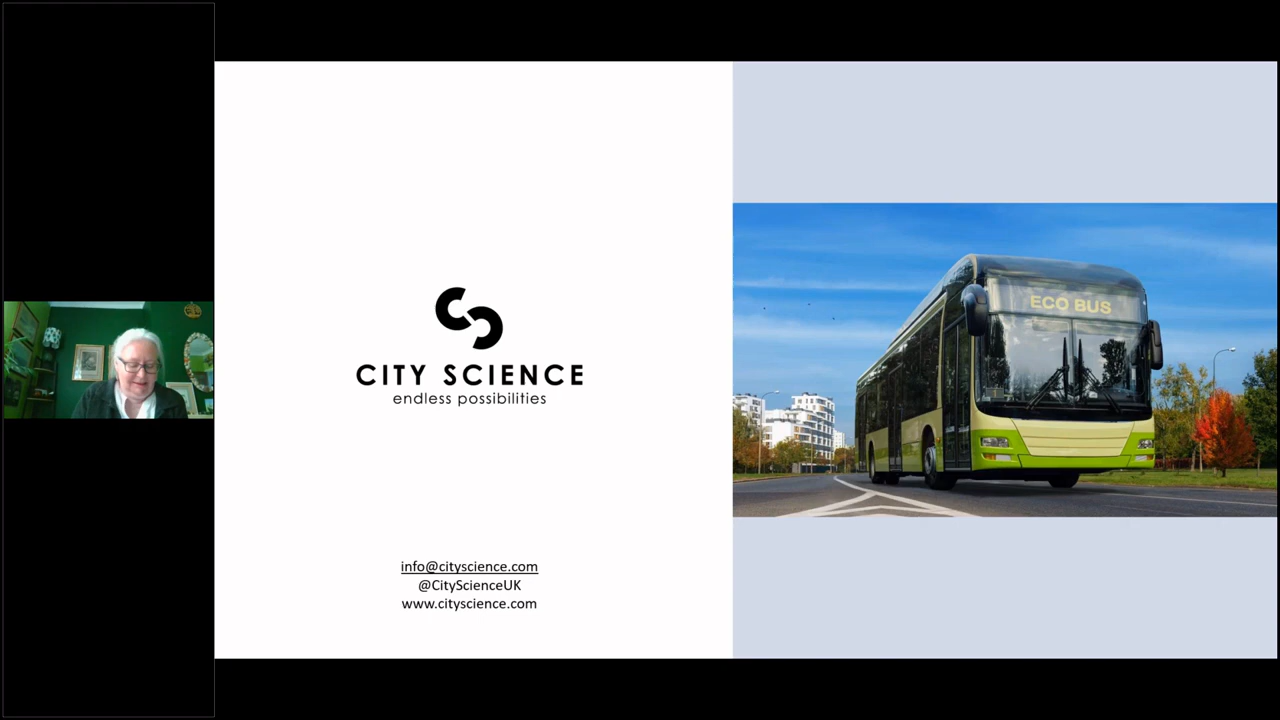 CITY SCIENCE
endless possibilities
info@cityscience.com
@CityScienceUK
www.cityscience.com
ECO BUS